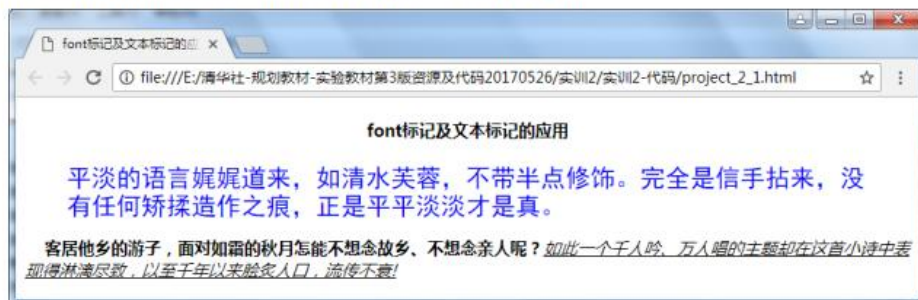 font标记及文本标记的应
file:///E:/清华社-规划教材-实验教材第3版资源及代码20170526/实训2/实训2-代码/project_2_1.html
font标记及文本标记的应用
平淡的语言娓娓道来，如清水芙蓉，不带半点修饰。完全是信手拈来，没
有任何矫揉造作之痕，正是平平淡淡才是真。
客居他乡的游子，面对如霜的秋月怎能不想念故乡、不想念亲人呢？如此一个千人吟、万人唱的主题却在这首小诗中表
现得淋漓尽致，以至千年以来脍炙人口，流传不衰!